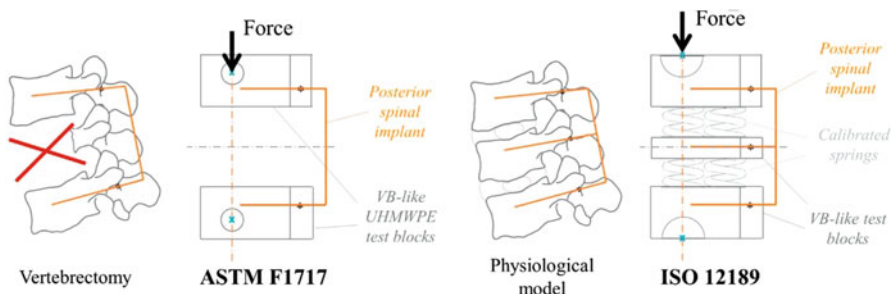 Force
Posterior
spinal
implant
VB-like
UHMWPE
test blocks
Vertebrectomy
ASTM F1717
Force
Posterior
spinal
implant
Calibrated
springs
VB-like test
blocks
Physiological
model
ISO 12189